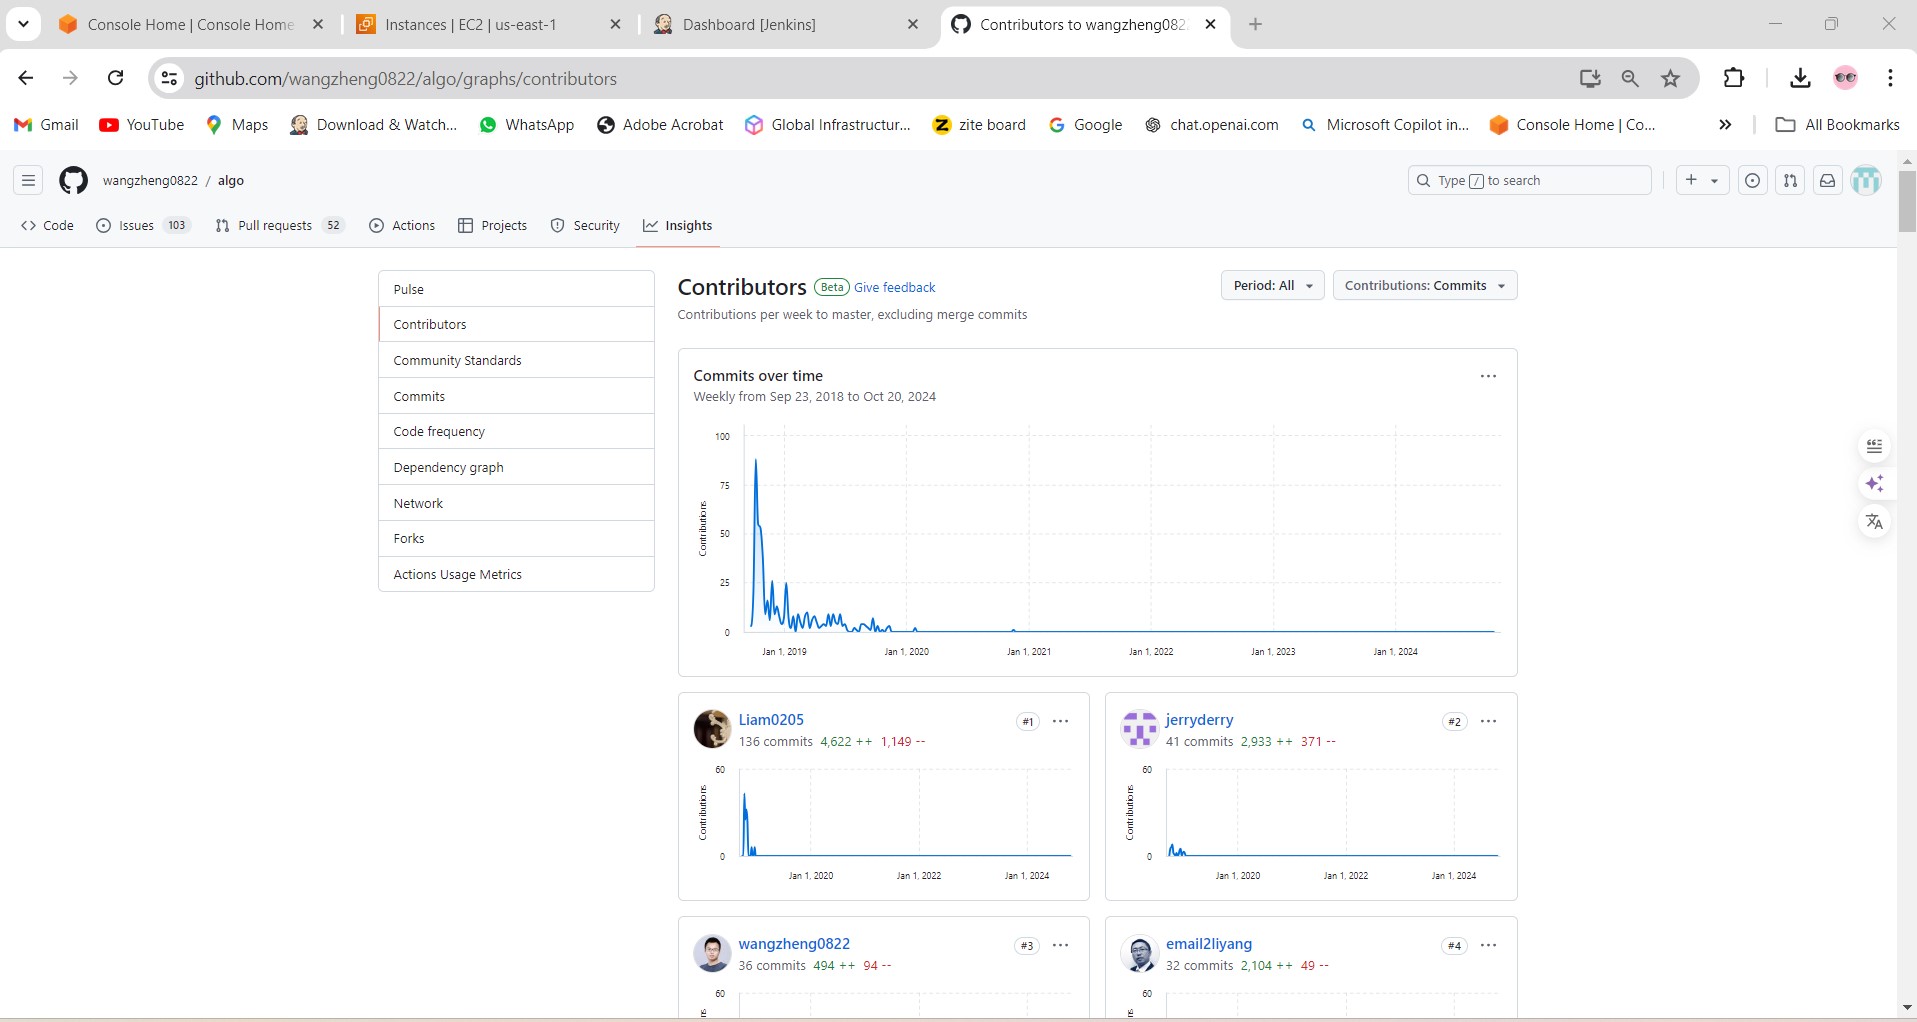 Console Home | Console Home
Instances | EC2 | us-east-1
Dashboard [Jenkins]
Contributors to wangzheng082
github.com/wangzheng0822/algo/graphs/contributors
Gmail
YouTube
Maps
Download & Watch...
WhatsApp
Adobe Acrobat
Global Infrastructur...
zite board
Google
chat.openai.com
Microsoft Copilot in...
Console Home | Co...
All Bookmarks
wangzheng0822 / algo
Type / to search
Code
Issues 103
Pull requests 52
Actions
Projects
Security
Insights
Pulse
Contributors
Community Standards
Commits
Code frequency
Dependency graph
Network
Forks
Actions Usage Metrics
Contributors Beta Give feedback
Period: All
Contributions: Commits
Contributions per week to master, excluding merge commits
Commits over time
Weekly from Sep 23, 2018 to Oct 20, 2024
Contributions
100
75
50
25
0
Jan 1, 2019
Jan 1, 2020
Jan 1, 2021
Jan 1, 2022
Jan 1, 2023
Jan 1, 2024
Liam0205
#1
136 commits 4,622 ++ 1,149 --
Contributions
60
0
Jan 1, 2020
Jan 1, 2022
Jan 1, 2024
jerryderry
#2
41 commits 2,933 ++ 371 --
Contributions
60
0
Jan 1, 2020
Jan 1, 2022
Jan 1, 2024
wangzheng0822
#3
36 commits 494 ++ 94 --
60
email2liyang
#4
32 commits 2,104 ++ 49 --
60